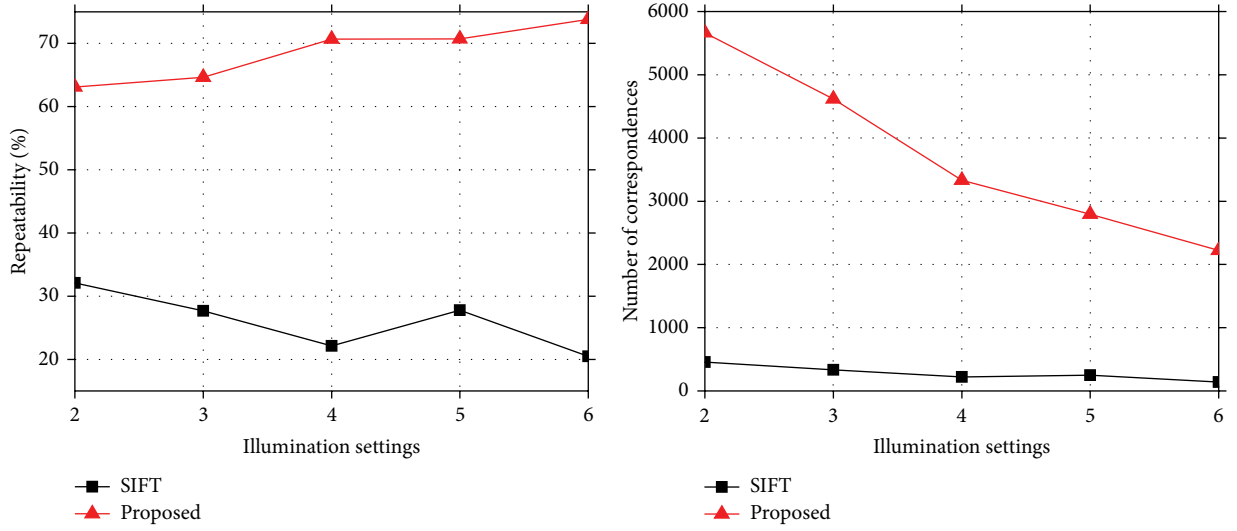 Repeatability (%)
70
60
50
40
30
20
2 3 4 5 6
Illumination settings
SIFT
Proposed
Number of correspondences
6000
5000
4000
3000
2000
1000
0
2 3 4 5 6
Illumination settings
SIFT
Proposed